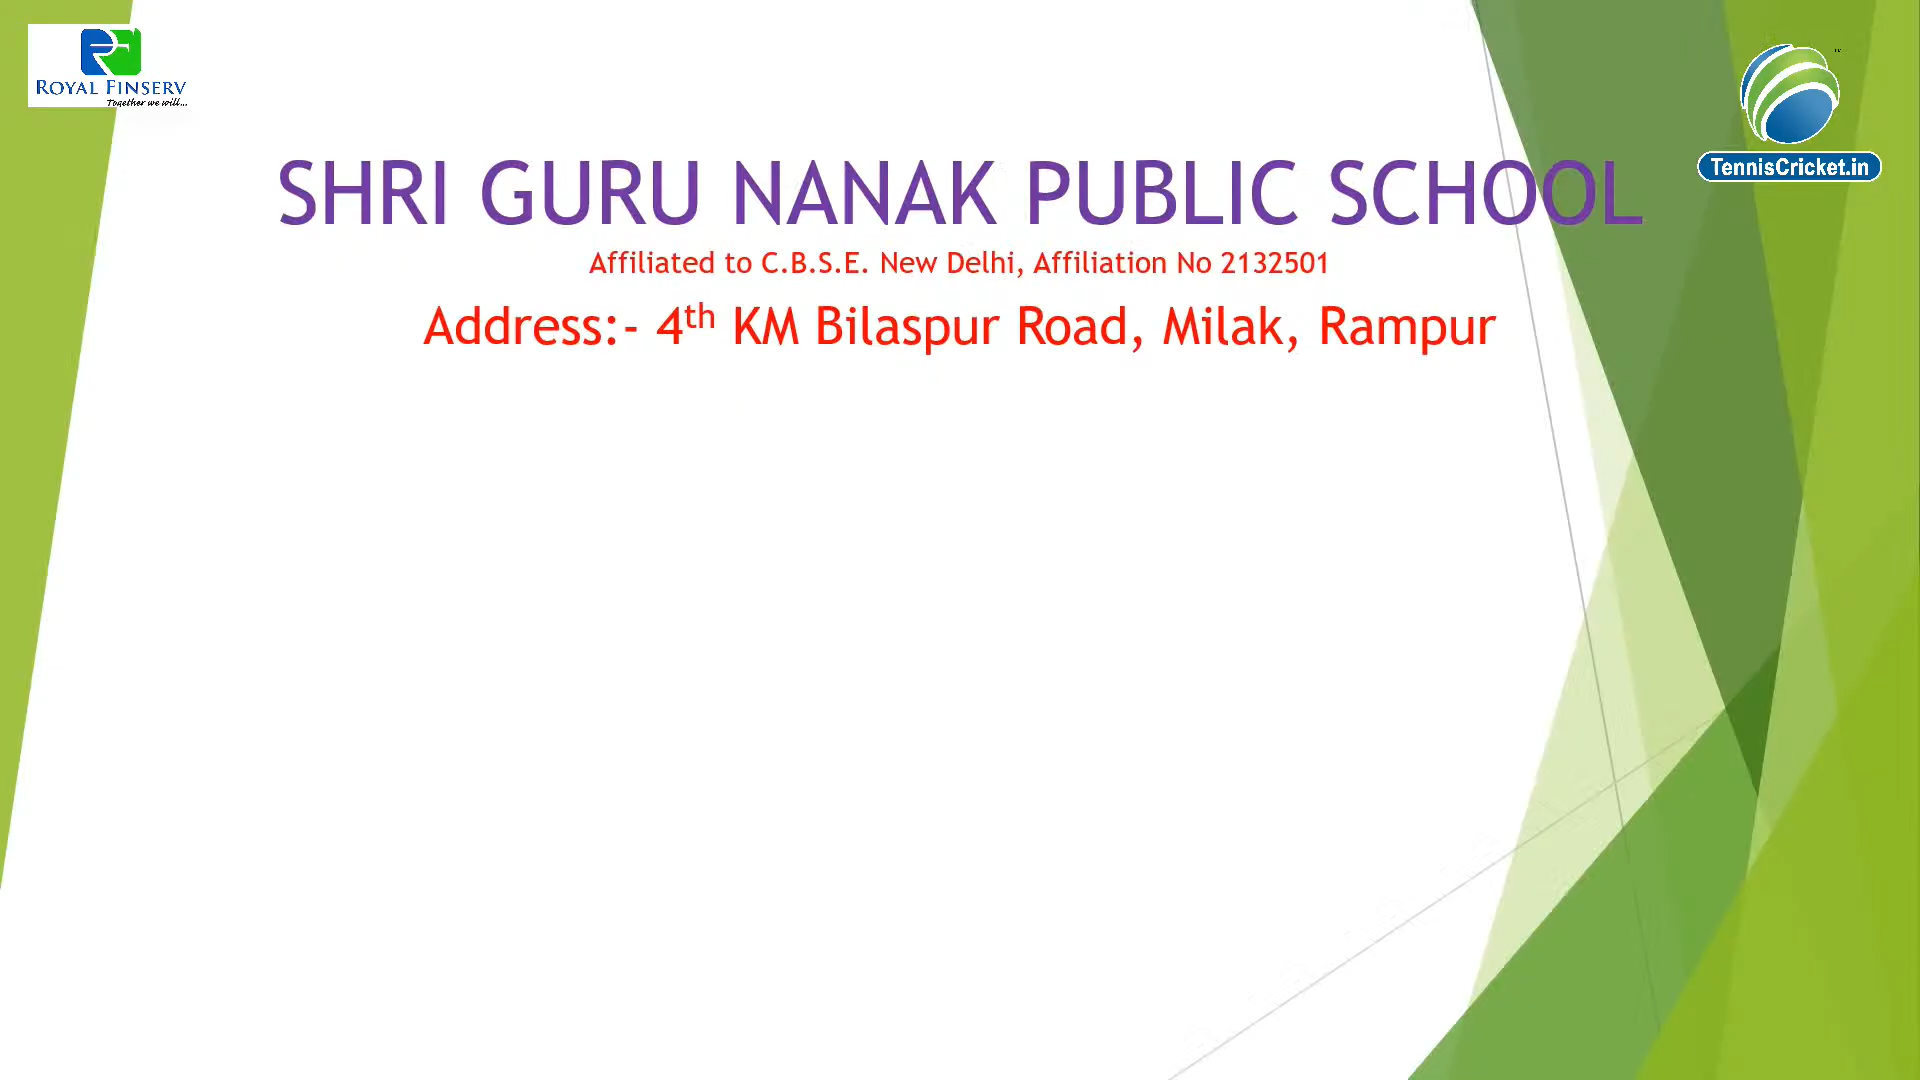 ROYAL FINSERV
Together we will...
TennisCricket.in
SHRI GURU NANAK PUBLIC SCHOOL
Affiliated to C.B.S.E. New Delhi, Affiliation No 2132501
Address:- 4th KM Bilaspur Road, Milak, Rampur